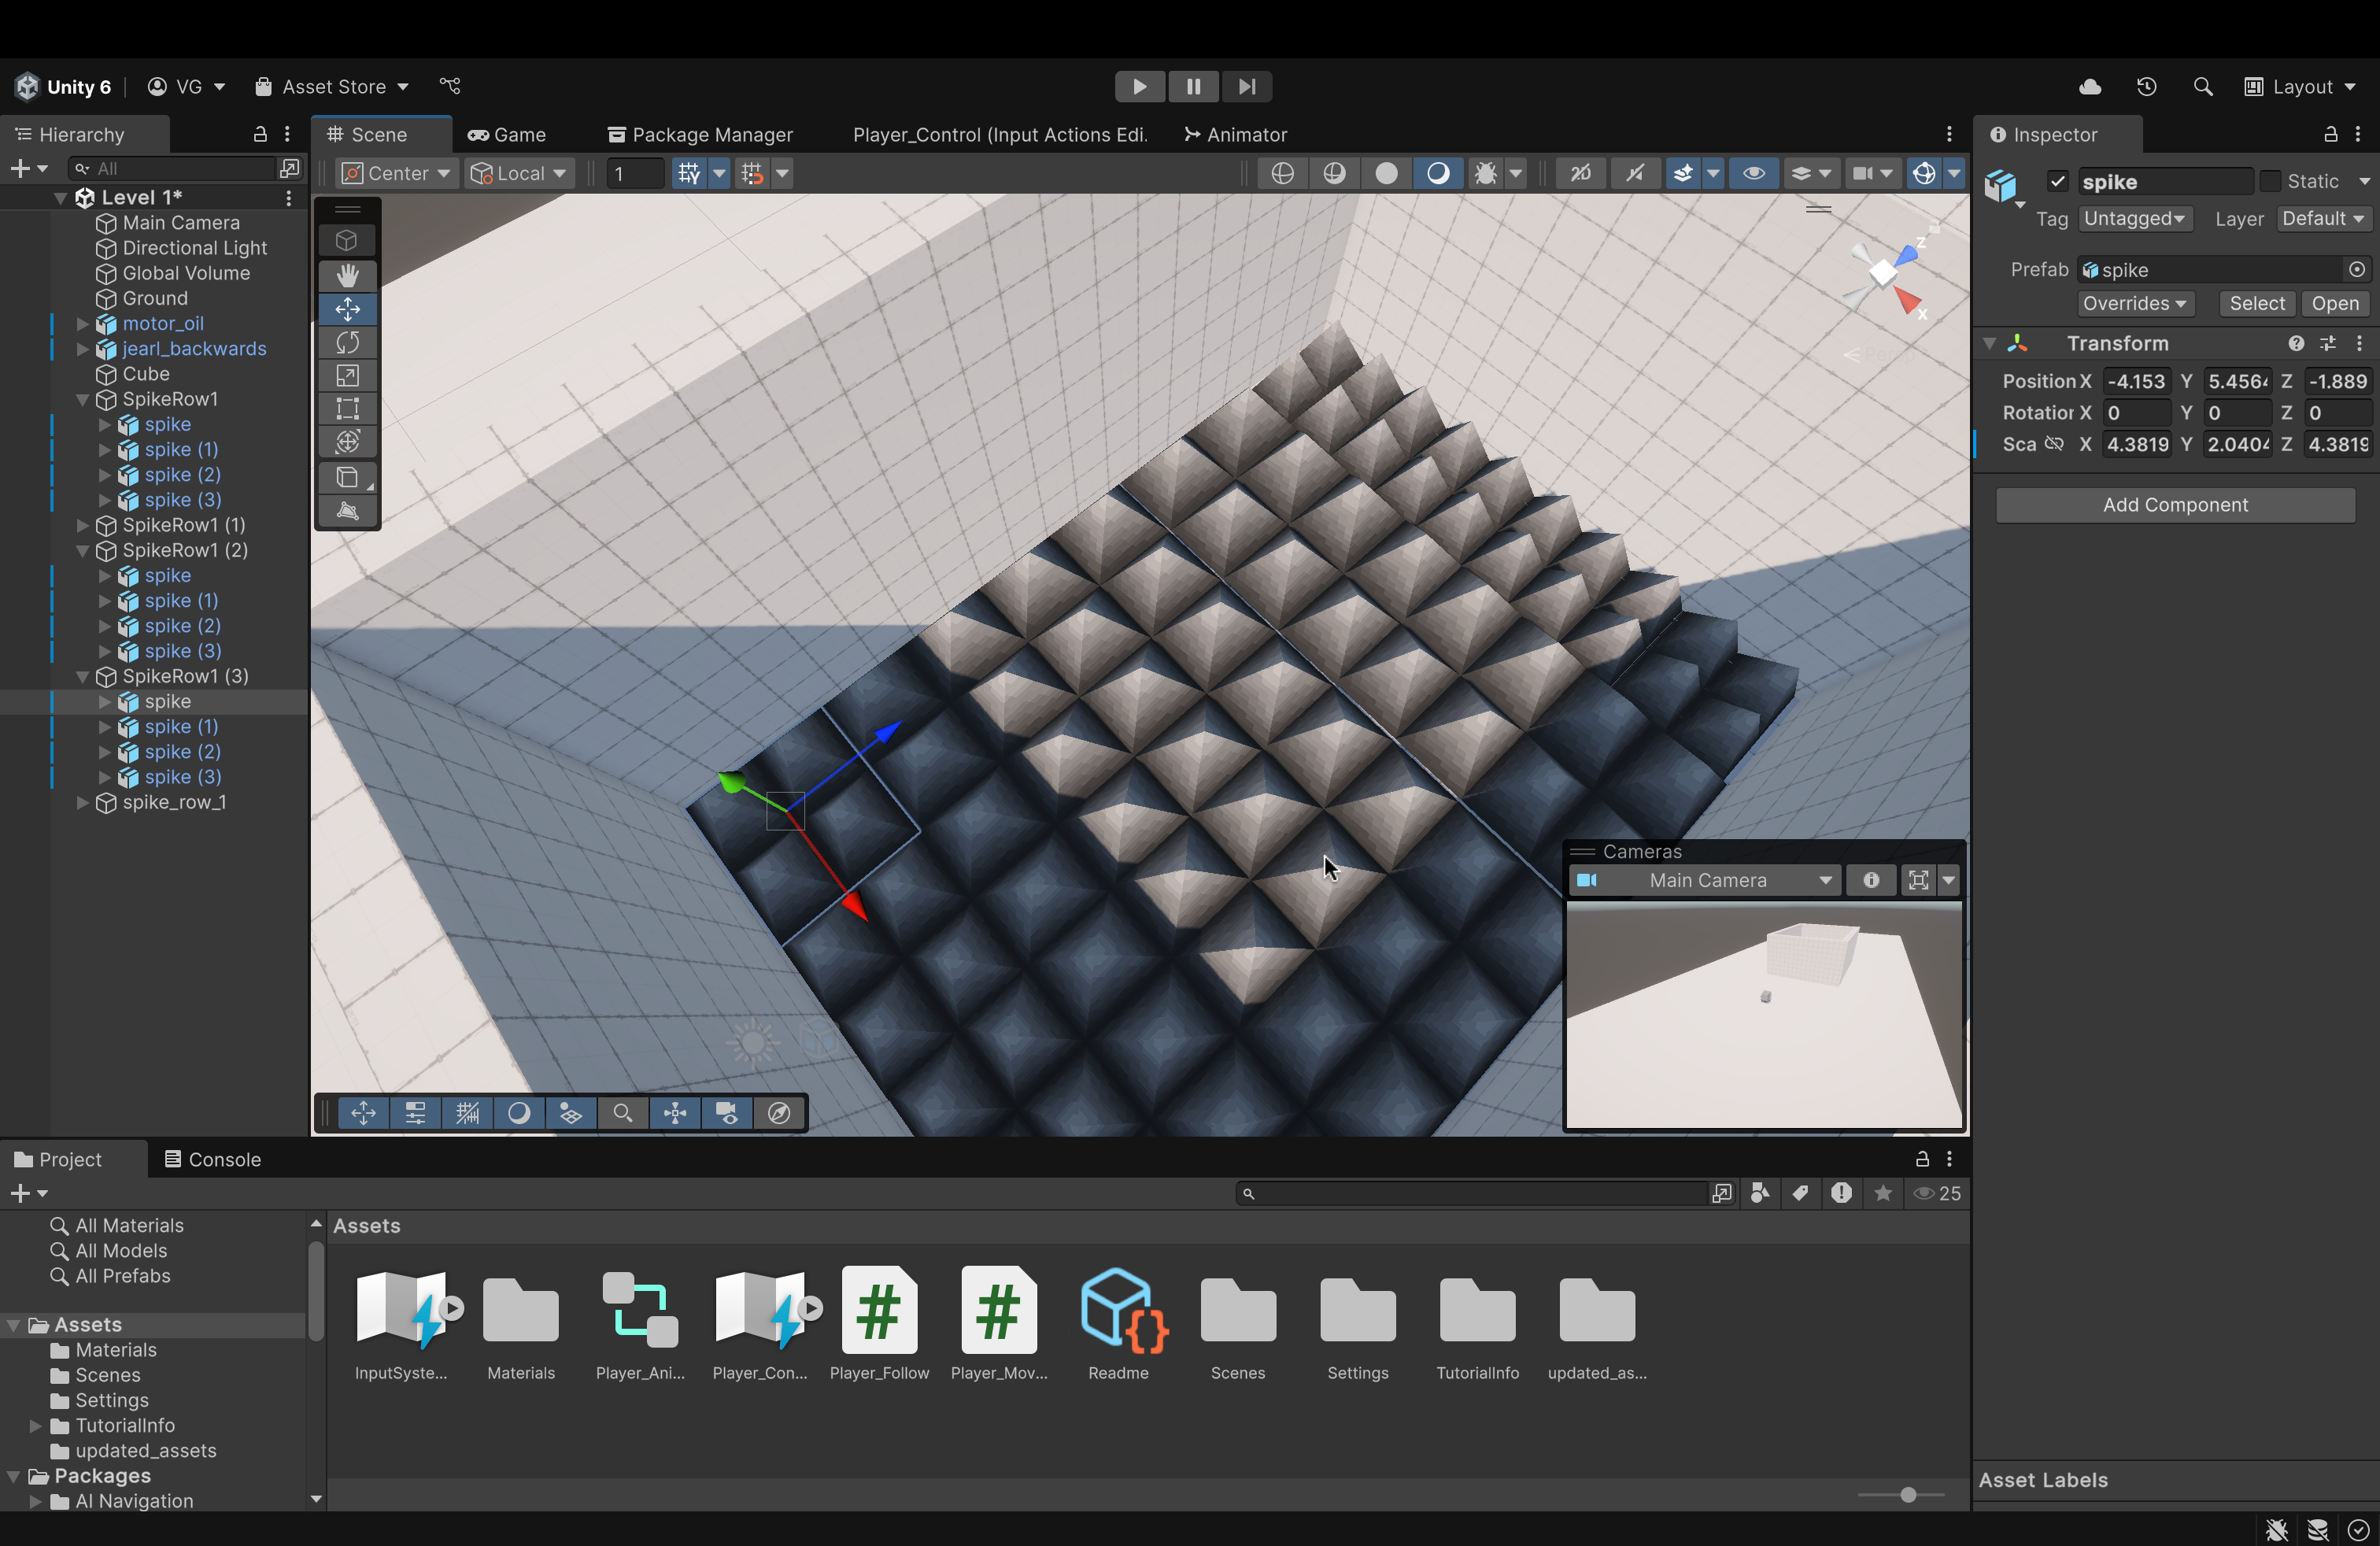 Unity 6 VG Asset Store Layout
Hierarchy
All
Level 1*
Main Camera
Directional Light
Global Volume
Ground
motor_oil
jearl_backwards
Cube
SpikeRow1
spike
spike (1)
spike (2)
spike (3)
SpikeRow1 (1)
SpikeRow1 (2)
spike
spike (1)
spike (2)
spike (3)
SpikeRow1 (3)
spike
spike (1)
spike (2)
spike (3)
spike_row_1
Scene Game Package Manager Player_Control (Input Actions Edi. Animator
Center Local 1 2D
z
x
Cameras
Main Camera
Inspector
spike Static
Tag Untagged Layer Default
Prefab spike
Overrides Select Open
Transform
Position X -4.153 Y 5.4564 Z -1.889
Rotatior X 0 Y 0 Z 0
Sca X 4.3819 Y 2.0404 Z 4.3819
Add Component
Asset Labels
Project Console
25
All Materials
All Models
All Prefabs
Assets
Materials
Scenes
Settings
TutorialInfo
updated_assets
Packages
AI Navigation
Assets
InputSyste... Materials Player_Ani... Player_Con... Player_Follow Player_Mov... Readme Scenes Settings TutorialInfo updated_as...